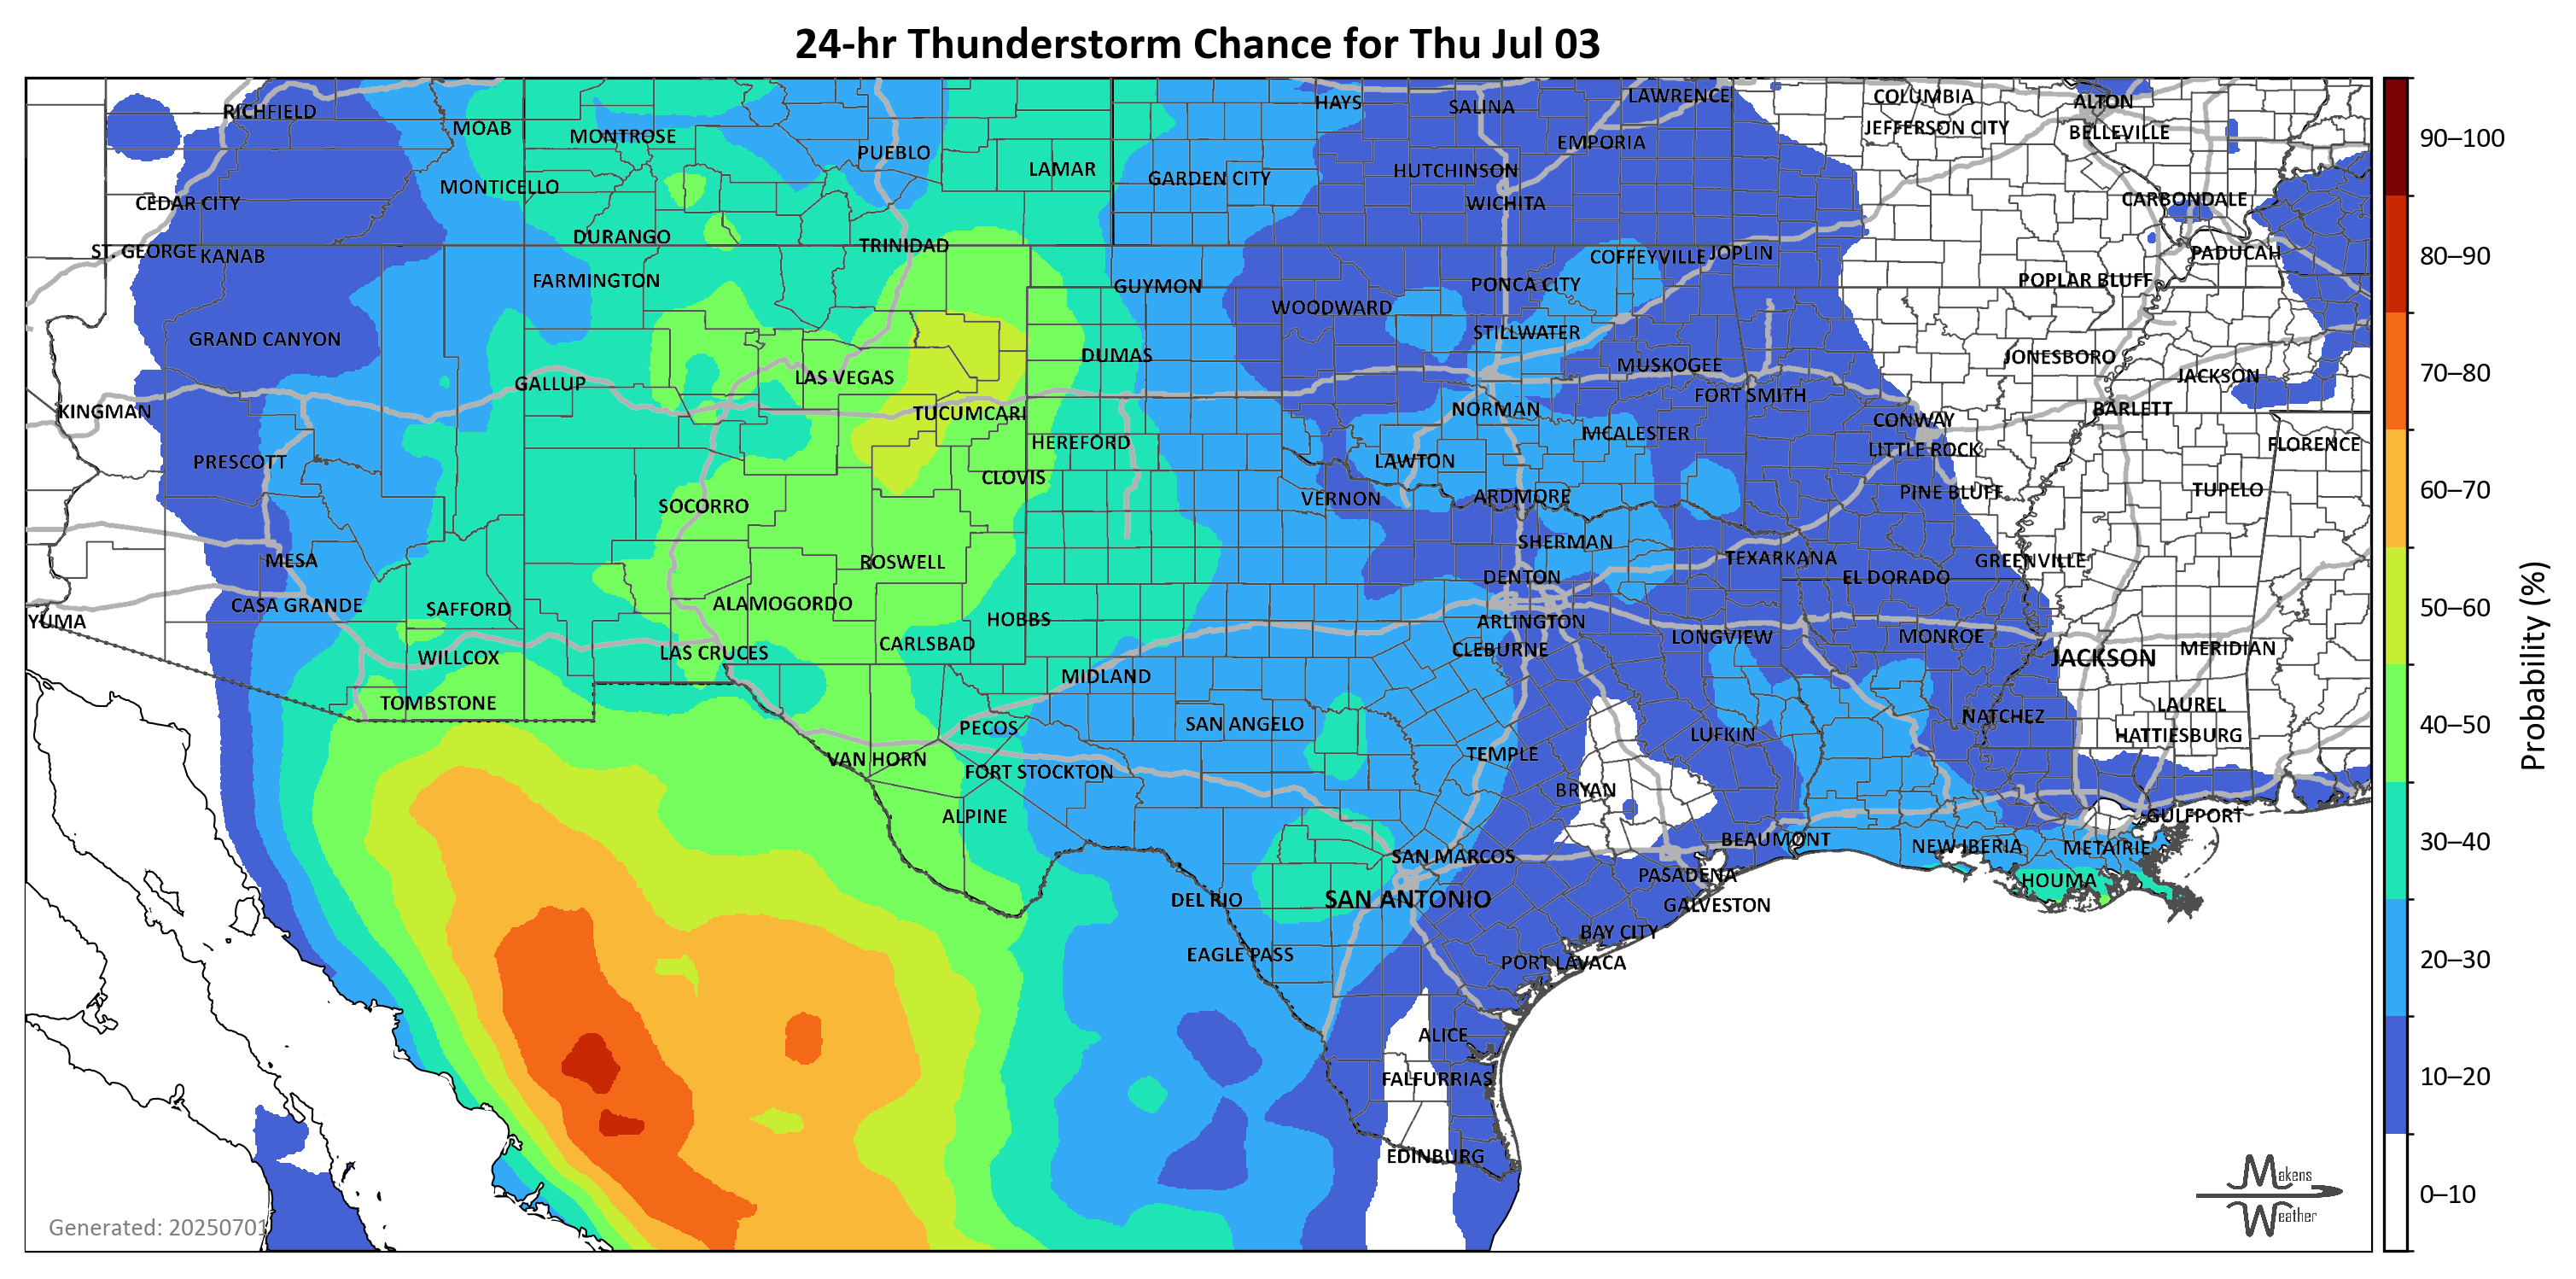 24-hr Thunderstorm Chance for Thu Jul 03
RICHFIELD
MOAB
MONTROSE
PUEBLO
LAMAR
HAYS
SALINA
LAWRENCE
COLUMBIA
ALTON
JEFFERSON CITY
BELLEVILLE
EMPORIA
HUTCHINSON
GARDEN CITY
MONTICELLO
CEDAR CITY
WICHITA
CARBONDALE
DURANGO
TRINIDAD
ST. GEORGE
KANAB
COFFEYVILLE
JOPLIN
PADUCAH
FARMINGTON
GUYMON
PONCA CITY
POPLAR BLUFF
WOODWARD
GRAND CANYON
STILLWATER
DUMAS
JONESBORO
MUSKOGEE
LAS VEGAS
GALLUP
JACKSON
FORT SMITH
KINGMAN
TUCUMCARI
NORMAN
BARLETT
CONWAY
HEREFORD
MCALESTER
LITTLE ROCK
FLORENCE
PRESCOTT
LAWTON
CLOVIS
SOCORRO
VERNON
ARDMORE
PINE BLUFF
TUPELO
MESA
ROSWELL
SHERMAN
TEXARKANA
GREENVILLE
DENTON
EL DORADO
CASA GRANDE
SAFFORD
ALAMOGORDO
HOBBS
YUMA
ARLINGTON
LONGVIEW
MONROE
CARLSBAD
CLEBURNE
WILLCOX
LAS CRUCES
JACKSON
MERIDIAN
MIDLAND
TOMBSTONE
LAUREL
PECOS
SAN ANGELO
NATCHEZ
LUFKIN
HATTIESBURG
TEMPLE
VAN HORN
FORT STOCKTON
BRYAN
ALPINE
GULFPORT
BEAUMONT
NEW IBERIA
METAIRIE
SAN MARCOS
PASADENA
HOUMA
DEL RIO
SAN ANTONIO
GALVESTON
BAY CITY
EAGLE PASS
PORT LAVACA
ALICE
FALFURRIAS
EDINBURG
Generated: 20250701
Makens
Weather
90–100
80–90
70–80
60–70
50–60
40–50
30–40
20–30
10–20
0–10
Probability (%)